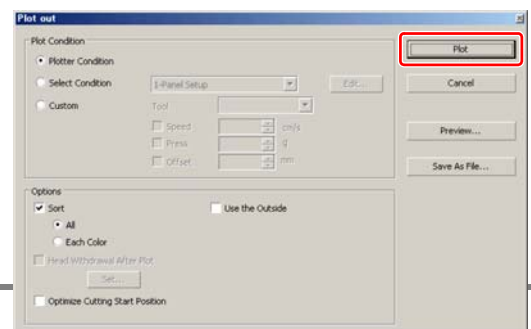 Plot out
Plot Condition
Plotter Condition
Select Condition
1-Panel Setup
Edit...
Custom
Tool
Speed
cm/s
Press
g
Offset
mm
Plot
Cancel
Preview...
Save As File...
Options
Sort
Use the Outside
All
Each Color
Head Withdrawal After Plot
Set...
Optimize Cutting Start Position